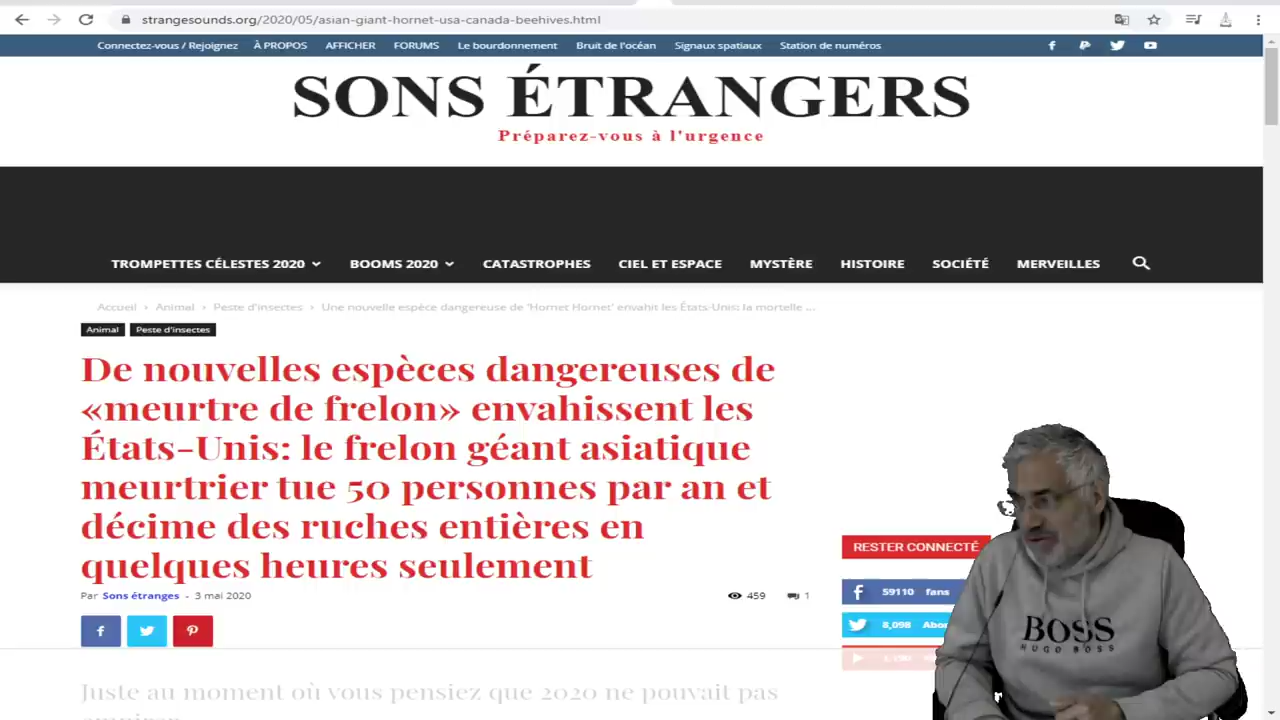 strangesounds.org/2020/05/asian-giant-hornet-usa-canada-beehives.html
Connectez-vous / Rejoignez À PROPOS AFFICHER FORUMS Le bourdonnement Bruit de l'océan Signaux spatiaux Station de numéros
SONS ÉTRANGERS
Préparez-vous à l'urgence
TROMPETTES CÉLESTES 2020 BOOMS 2020 CATASTROPHES CIEL ET ESPACE MYSTÈRE HISTOIRE SOCIÉTÉ MERVEILLES
Accueil › Animal › Peste d'insectes › Une nouvelle espèce dangereuse de 'Hornet Hornet' envahit les États-Unis: la mortelle ...
Animal Peste d'insectes
De nouvelles espèces dangereuses de
«meurtre de frelon» envahissent les
États-Unis: le frelon géant asiatique
meurtrier tue 50 personnes par an et
décime des ruches entières en
quelques heures seulement
Par Sons étranges - 3 mai 2020 459 1
RESTER CONNECTÉ
59110 fans
8,098 Abon
Juste au moment où vous pensiez que 2020 ne pouvait pas
BOSS
HUGO BOSS